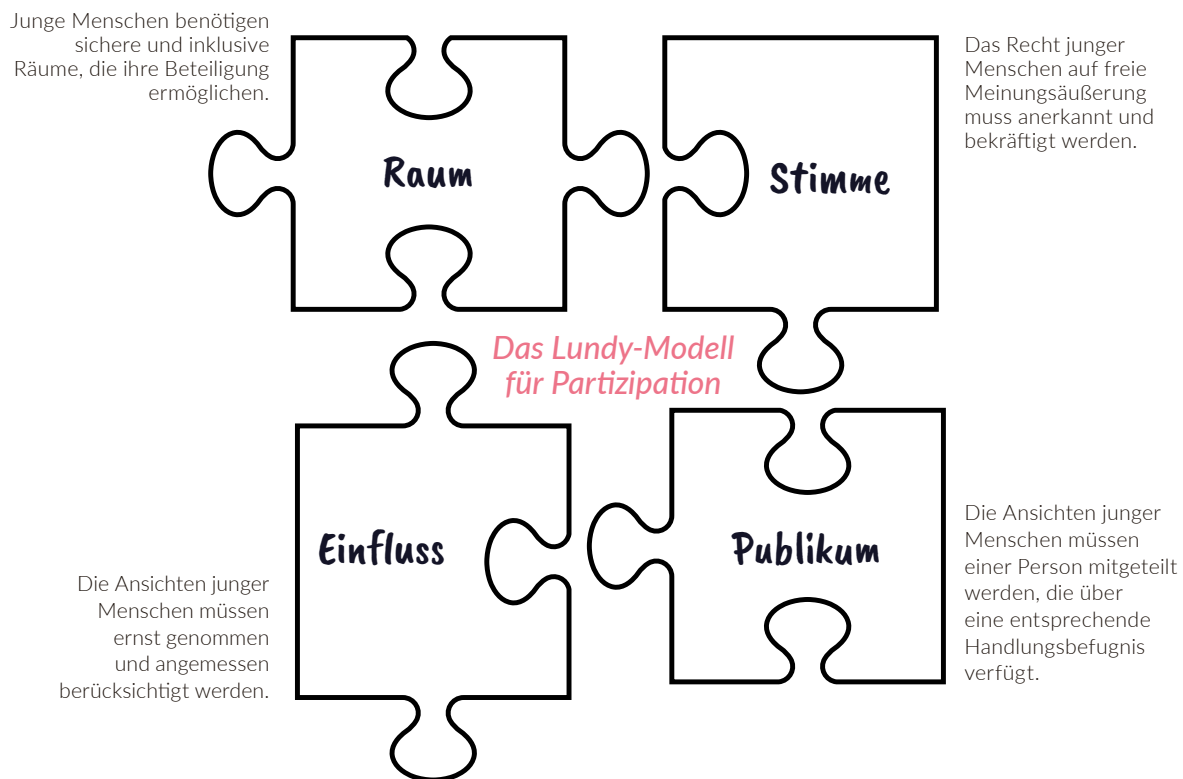 Junge Menschen benötigen
sichere und inklusive
Räume, die ihre Beteiligung
ermöglichen.
Raum
Stimme
Das Recht junger
Menschen auf freie
Meinungsäußerung
muss anerkannt und
bekräftigt werden.
Das Lundy-Modell
für Partizipation
Einfluss
Die Ansichten junger
Menschen müssen
ernst genommen
und angemessen
berücksichtigt werden.
Publikum
Die Ansichten junger
Menschen müssen
einer Person mitgeteilt
werden, die über
eine entsprechende
Handlungsbefugnis
verfügt.